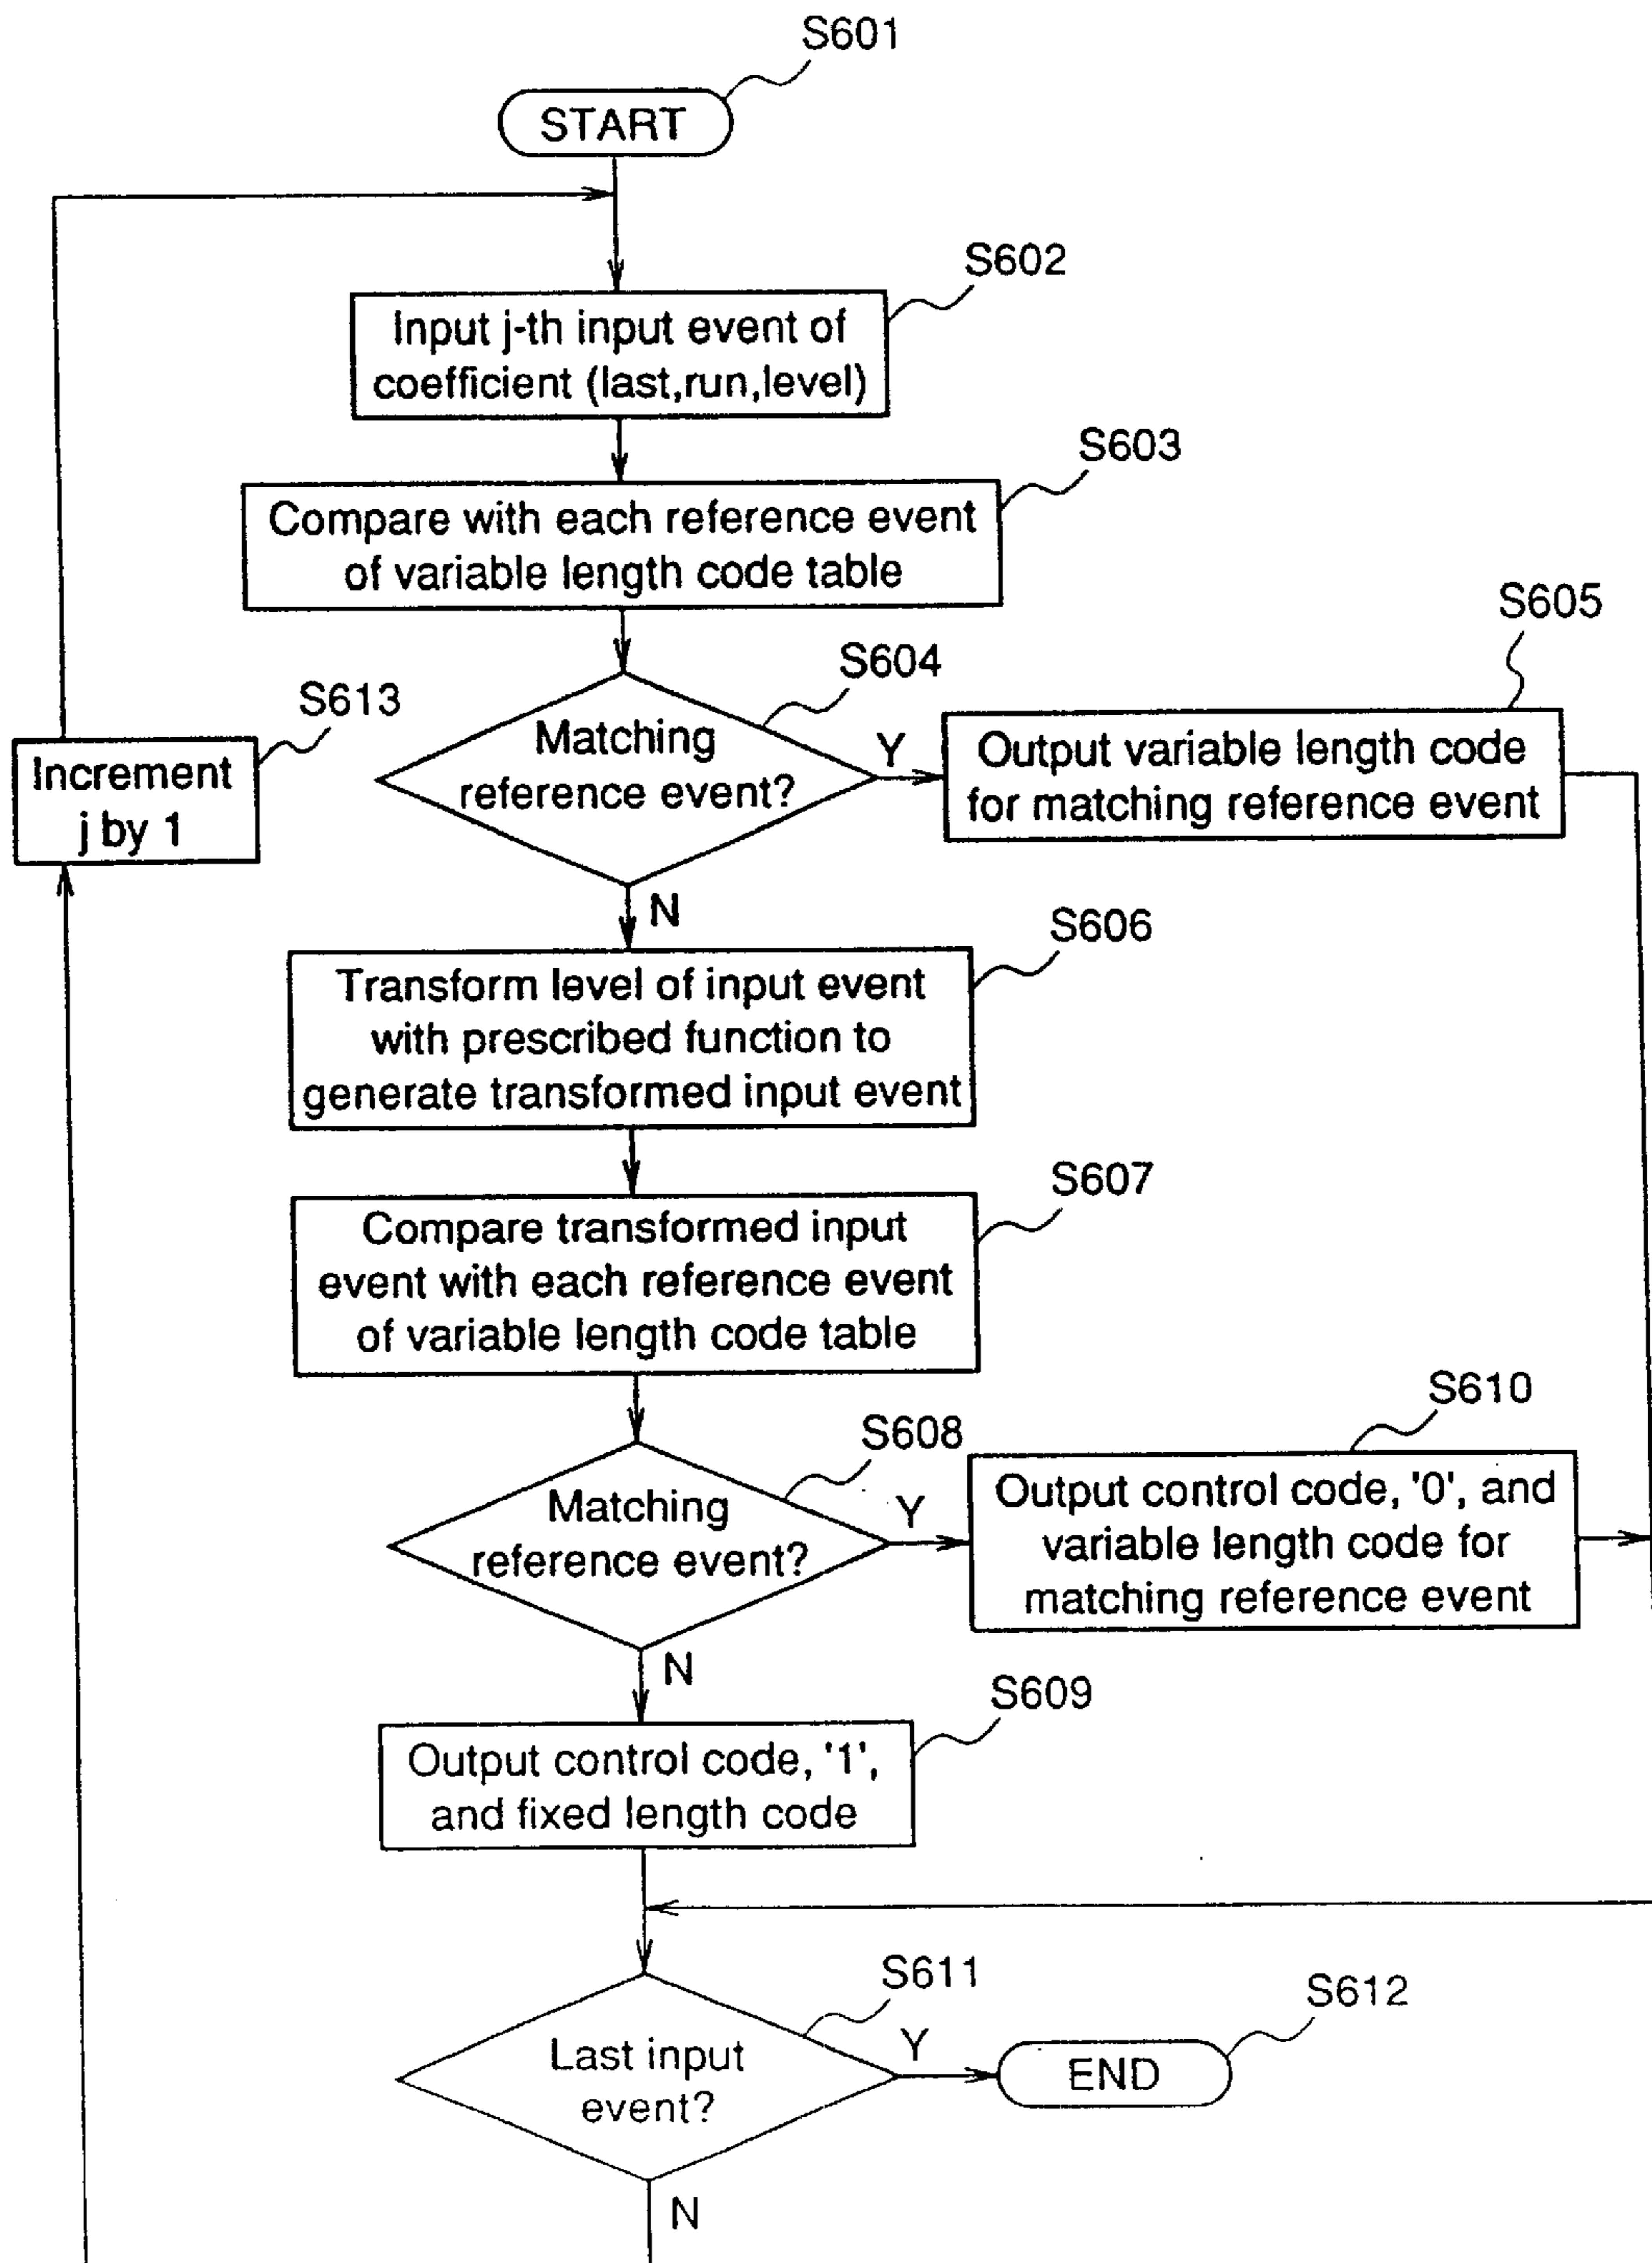 S601
START
S602
Input j-th input event of
coefficient (last,run,level)
S603
Compare with each reference event
of variable length code table
S604
Matching
reference event?
Y
S605
Output variable length code
for matching reference event
S613
Increment
j by 1
N
S606
Transform level of input event
with prescribed function to
generate transformed input event
S607
Compare transformed input
event with each reference event
of variable length code table
S608
Matching
reference event?
Y
S610
Output control code, '0', and
variable length code for
matching reference event
N
S609
Output control code, '1',
and fixed length code
S611
Last input
event?
Y
S612
END
N